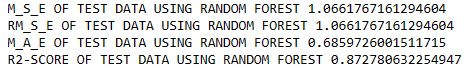 M_S_E OF TEST DATA USING RANDOM FOREST 1.0661767161294604
RM_S_E OF TEST DATA USING RANDOM FOREST 1.0661767161294604
M_A_E OF TEST DATA USING RANDOM FOREST 0.6859726001511715
R2-SCORE OF TEST DATA USING RANDOM FOREST 0.872780632254947